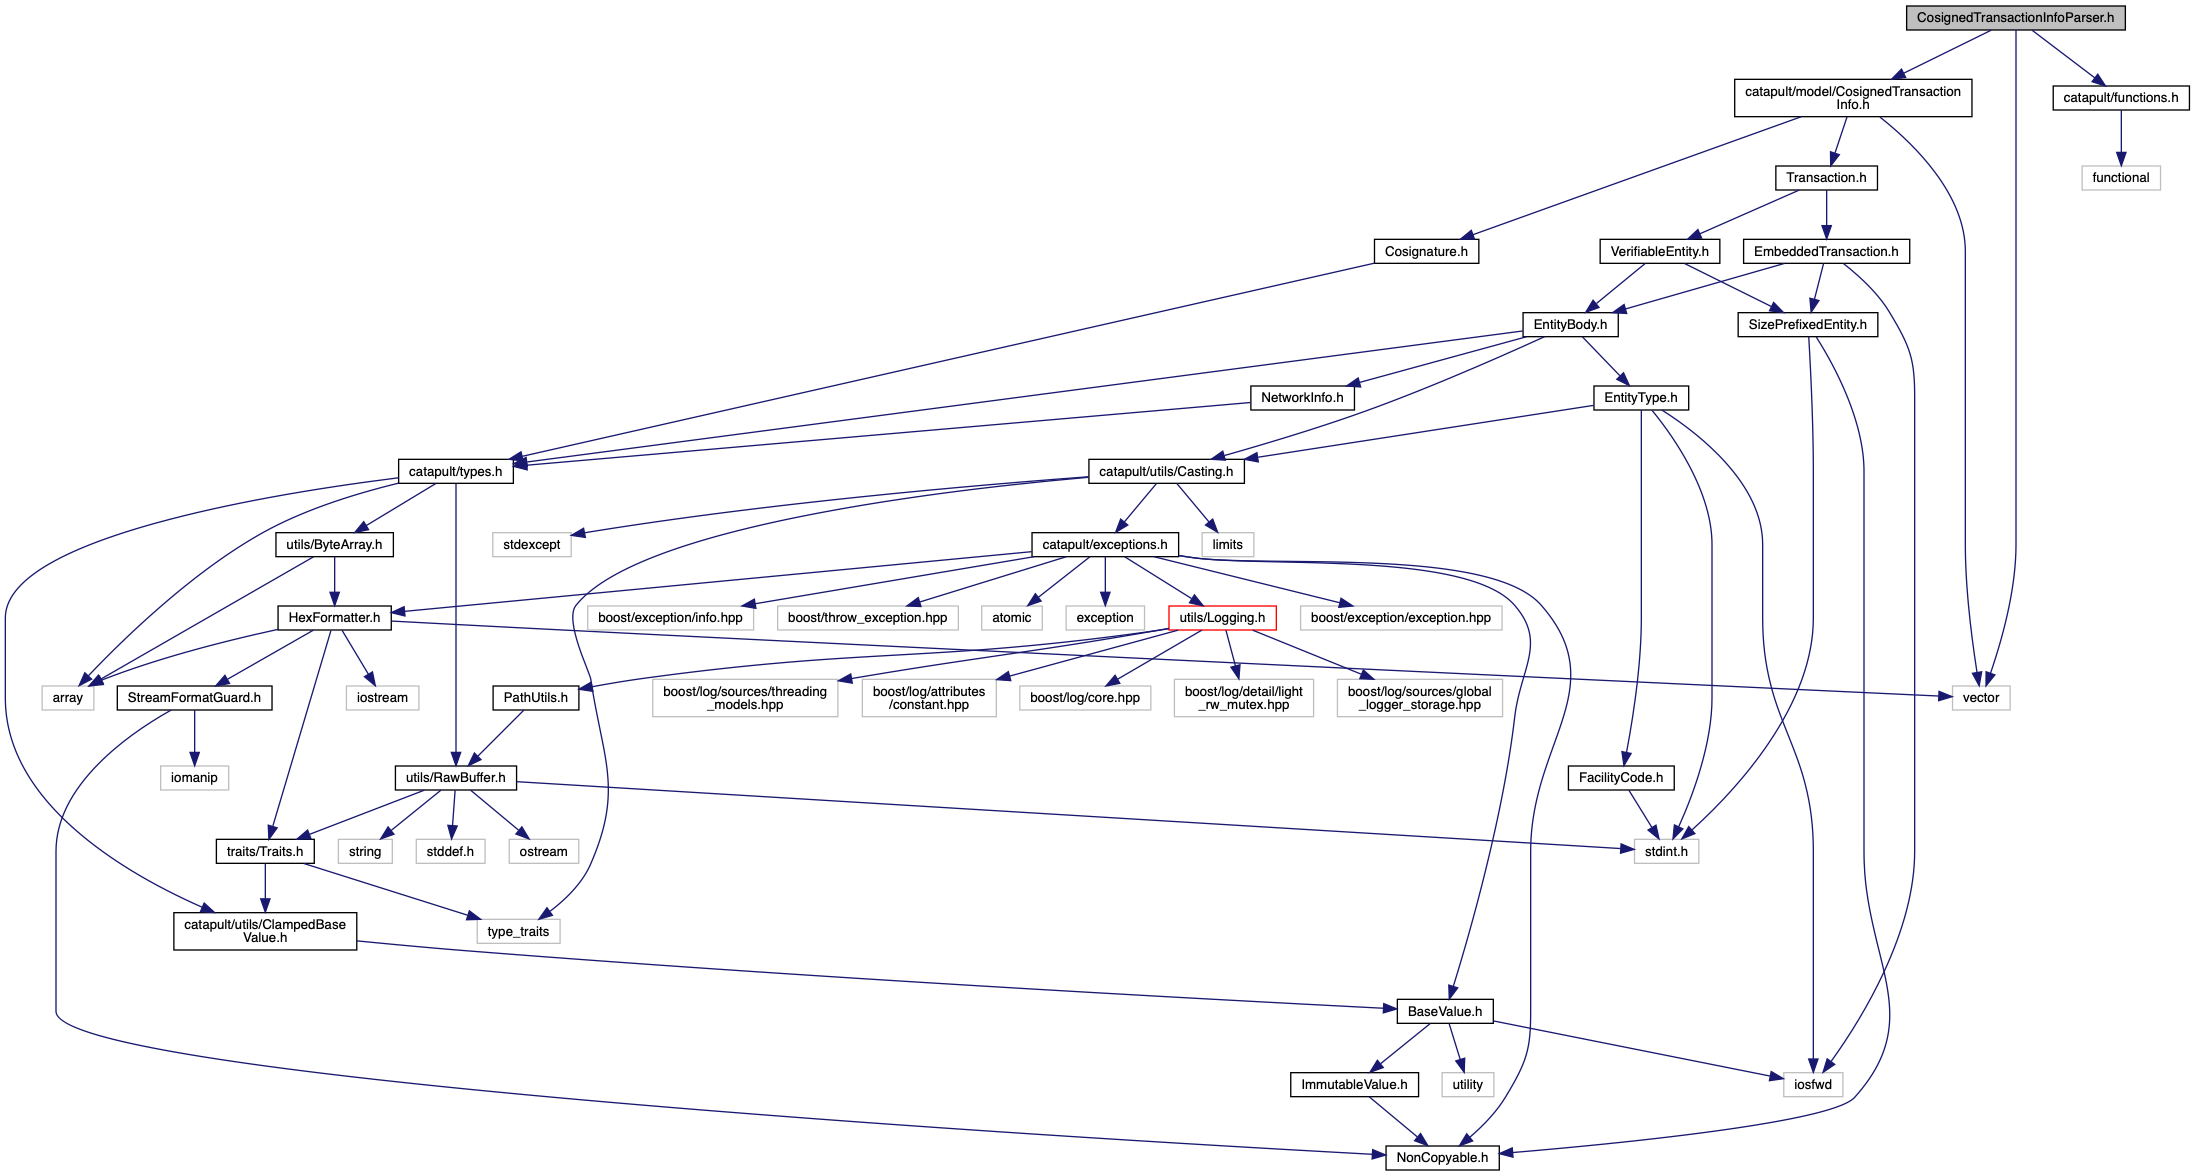 CosignedTransactionInfoParser.h
catapult/model/CosignedTransaction
Info.h
catapult/functions.h
Transaction.h
functional
Cosignature.h
VerifiableEntity.h
EmbeddedTransaction.h
EntityBody.h
SizePrefixedEntity.h
NetworkInfo.h
EntityType.h
catapult/types.h
catapult/utils/Casting.h
utils/ByteArray.h
stdexcept
catapult/exceptions.h
limits
HexFormatter.h
boost/exception/info.hpp
boost/throw_exception.hpp
atomic
exception
utils/Logging.h
boost/exception/exception.hpp
array
StreamFormatGuard.h
iostream
PathUtils.h
boost/log/sources/threading
_models.hpp
boost/log/attributes
/constant.hpp
boost/log/core.hpp
boost/log/detail/light
_rw_mutex.hpp
boost/log/sources/global
_logger_storage.hpp
vector
iomanip
utils/RawBuffer.h
FacilityCode.h
traits/Traits.h
string
stddef.h
ostream
stdint.h
catapult/utils/ClampedBase
Value.h
type_traits
BaseValue.h
ImmutableValue.h
utility
iosfwd
NonCopyable.h